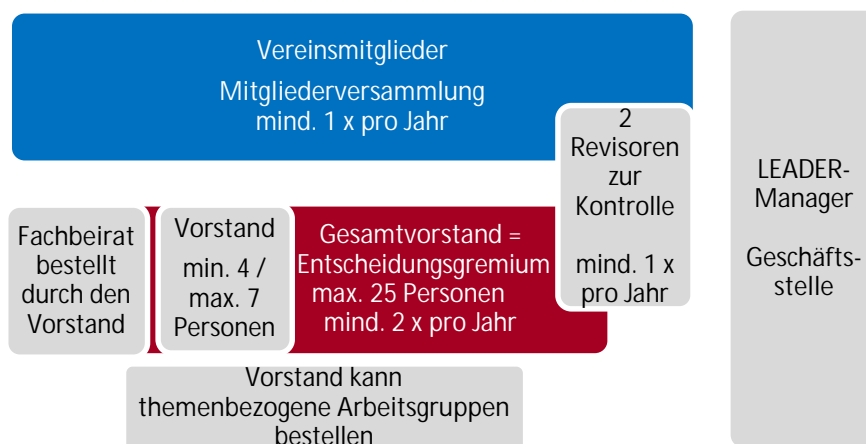 Vereinsmitglieder
Mitgliederversammlung
mind. 1 x pro Jahr
2
Revisoren
zur
Kontrolle
mind. 1 x
pro Jahr
LEADER-
Manager
Geschäfts-
stelle
Fachbeirat
bestellt
durch den
Vorstand
Vorstand
min. 4 /
max. 7
Personen
Gesamtvorstand =
Entscheidungsgremium
max. 25 Personen
mind. 2 x pro Jahr
Vorstand kann
themenbezogene Arbeitsgruppen
bestellen